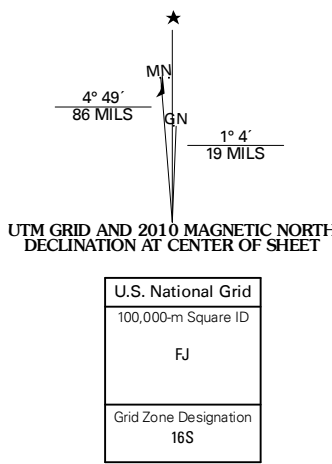 MN
4° 49´
86 MILS
GN
1° 4´
19 MILS
UTM GRID AND 2010 MAGNETIC NORTH
DECLINATION AT CENTER OF SHEET
U.S. National Grid
100,000-m Square ID
FJ
Grid Zone Designation
16S